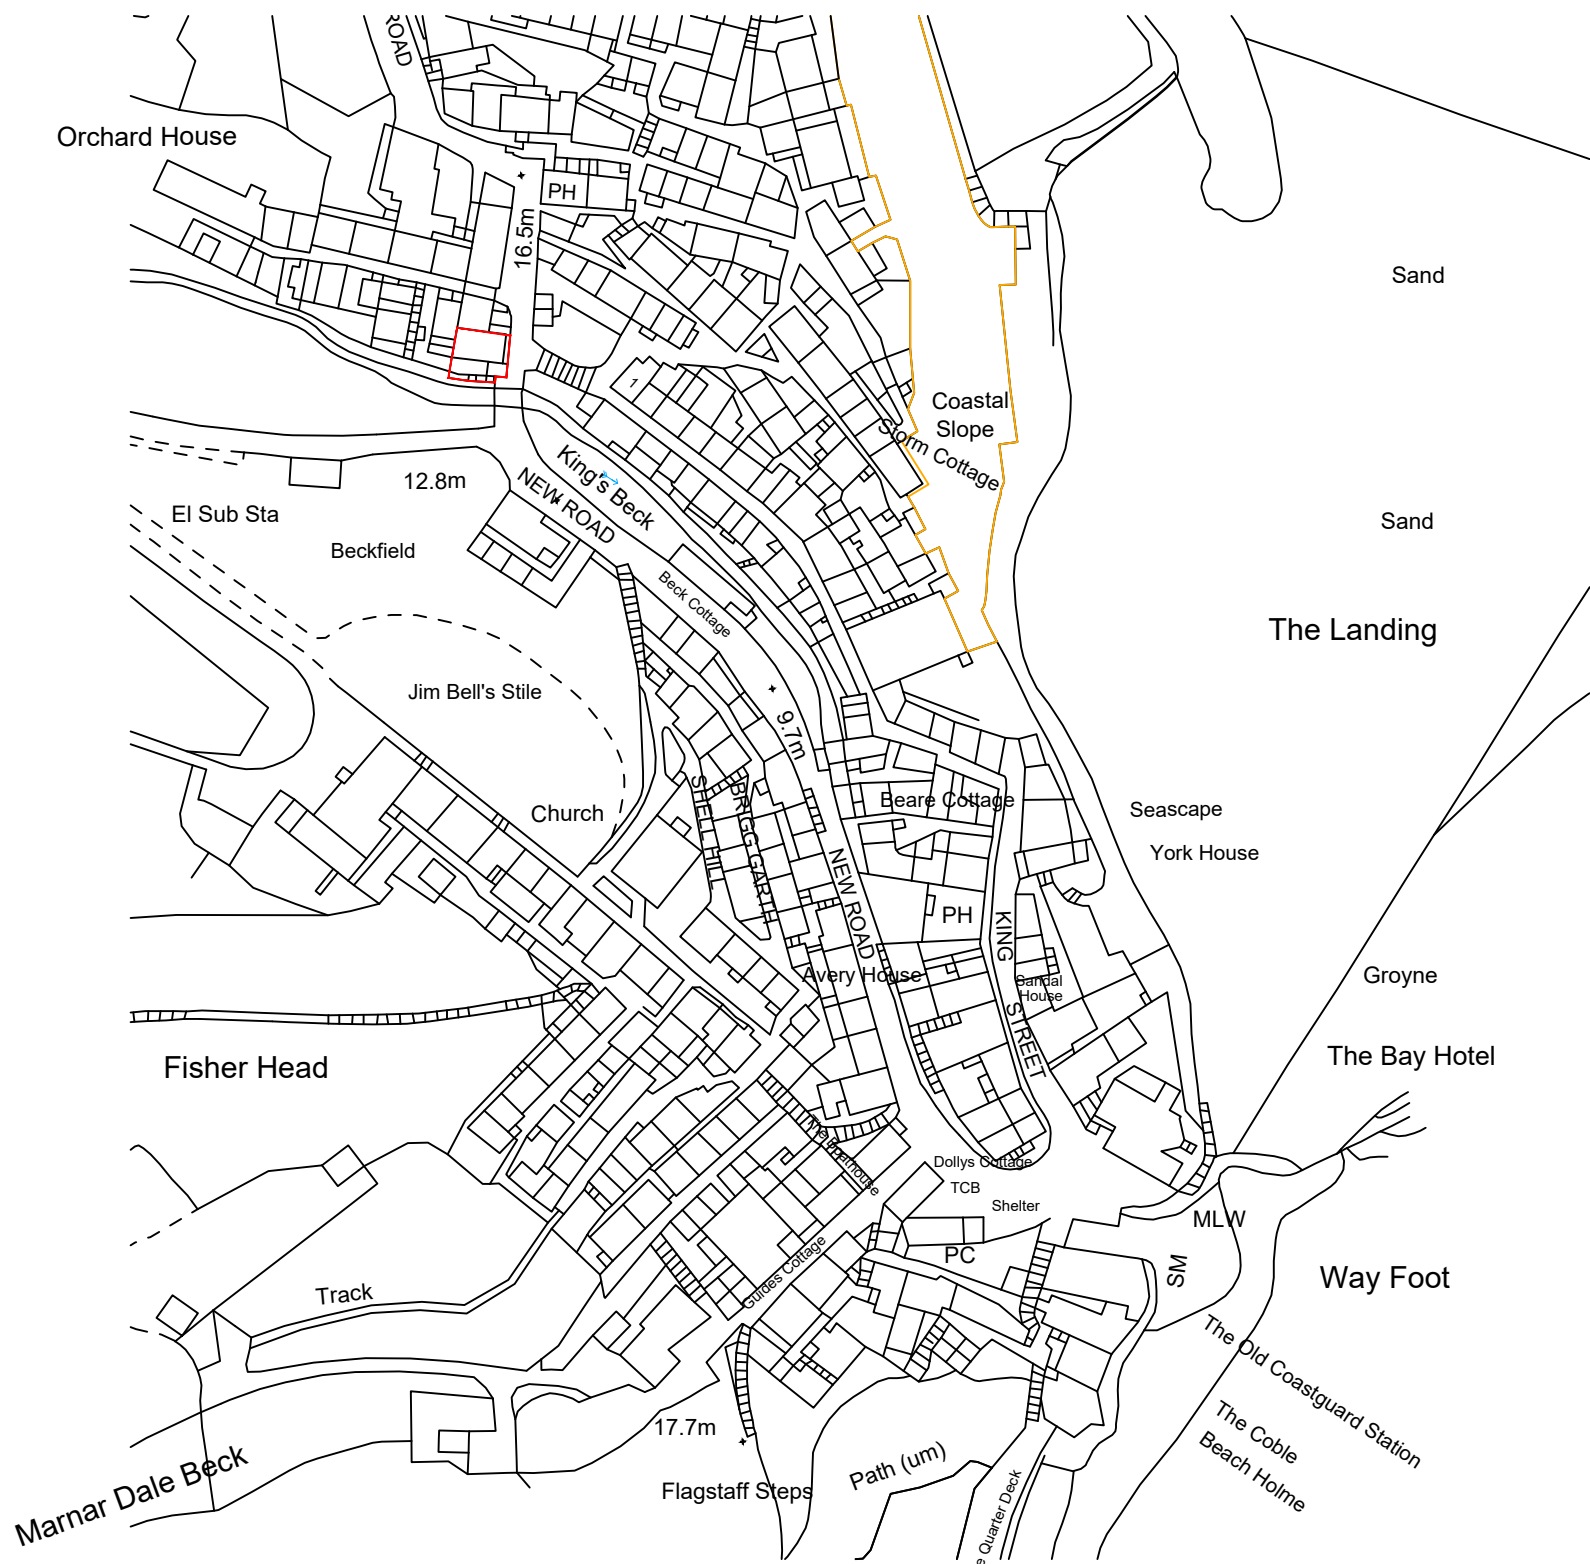 ROAD
Orchard House
PH
16.5m
Sand
1
Coastal
Slope
Storm Cottage
King's Beck
12.8m
NEW ROAD
El Sub Sta
Sand
Beckfield
Beck Cottage
The Landing
Jim Bell's Stile
9.7m
SHELL HILL
BRIGG GARTH
Church
Beare Cottage
Seascape
York House
NEW ROAD
PH
KING STREET
Avery House
Sandal
House
Groyne
Fisher Head
The Bay Hotel
The Boathouse
Dollys Cottage
TCB
Shelter
MLW
PC
SM
Guides Cottage
Way Foot
Track
The Old Coastguard Station
The Coble
Beach Holme
17.7m
Marnar Dale Beck
Flagstaff Steps
Path (um)
e Quarter Deck